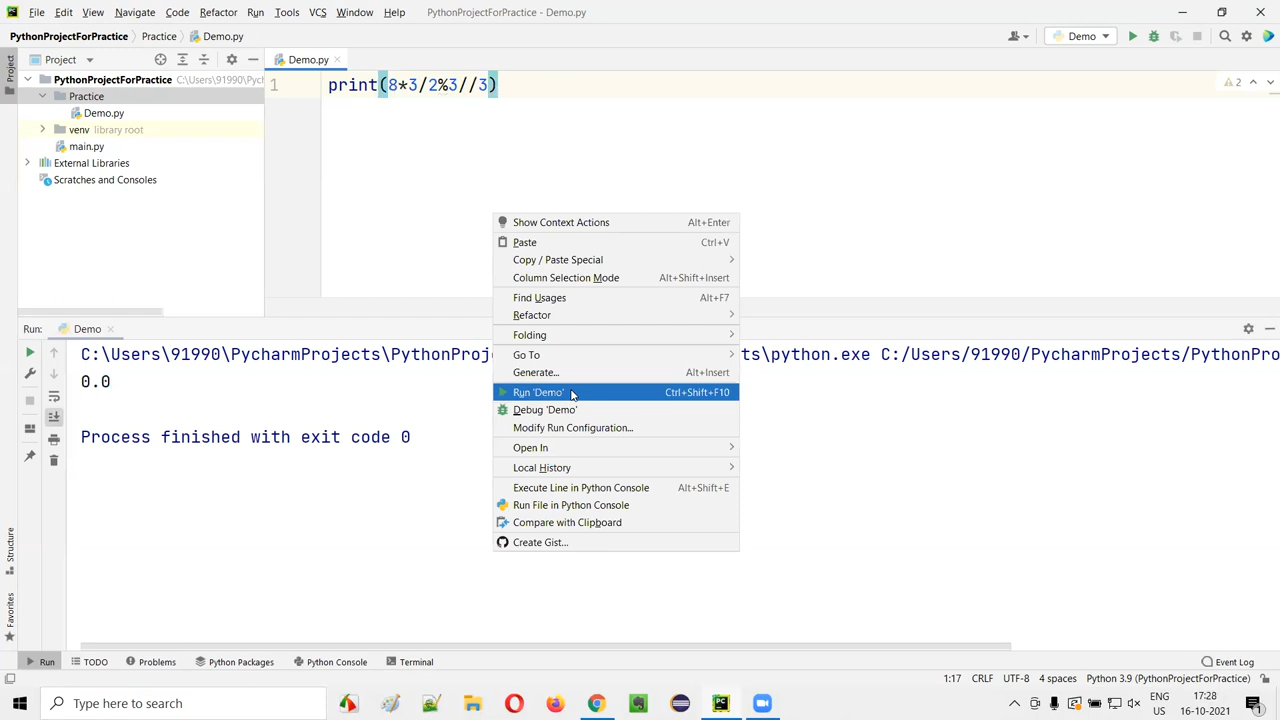 File Edit View Navigate Code Refactor Run Tools VCS Window Help PythonProjectForPractice - Demo.py
PythonProjectForPractice Practice Demo.py Demo
Project Project Demo.py
PythonProjectForPractice C:\Users\91990\Pych
Practice
Demo.py
venv library root
main.py
External Libraries
Scratches and Consoles
1 print(8*3/2%3//3) 2
Show Context Actions Alt+Enter
Paste Ctrl+V
Copy / Paste Special
Column Selection Mode Alt+Shift+Insert
Find Usages Alt+F7
Refactor
Folding
Go To
Generate... Alt+Insert
Run 'Demo' Ctrl+Shift+F10
Debug 'Demo'
Modify Run Configuration...
Open In
Local History
Execute Line in Python Console Alt+Shift+E
Run File in Python Console
Compare with Clipboard
Create Gist...
Run: Demo
C:\Users\91990\PycharmProjects\PythonProj ts\python.exe C:/Users/91990/PycharmProjects/PythonPro
0.0
Process finished with exit code 0
Structure
Favorites
Run TODO Problems Python Packages Python Console Terminal Event Log
1:17 CRLF UTF-8 4 spaces Python 3.9 (PythonProjectForPractice)
Type here to search
ENG
US
17:28
16-10-2021
1